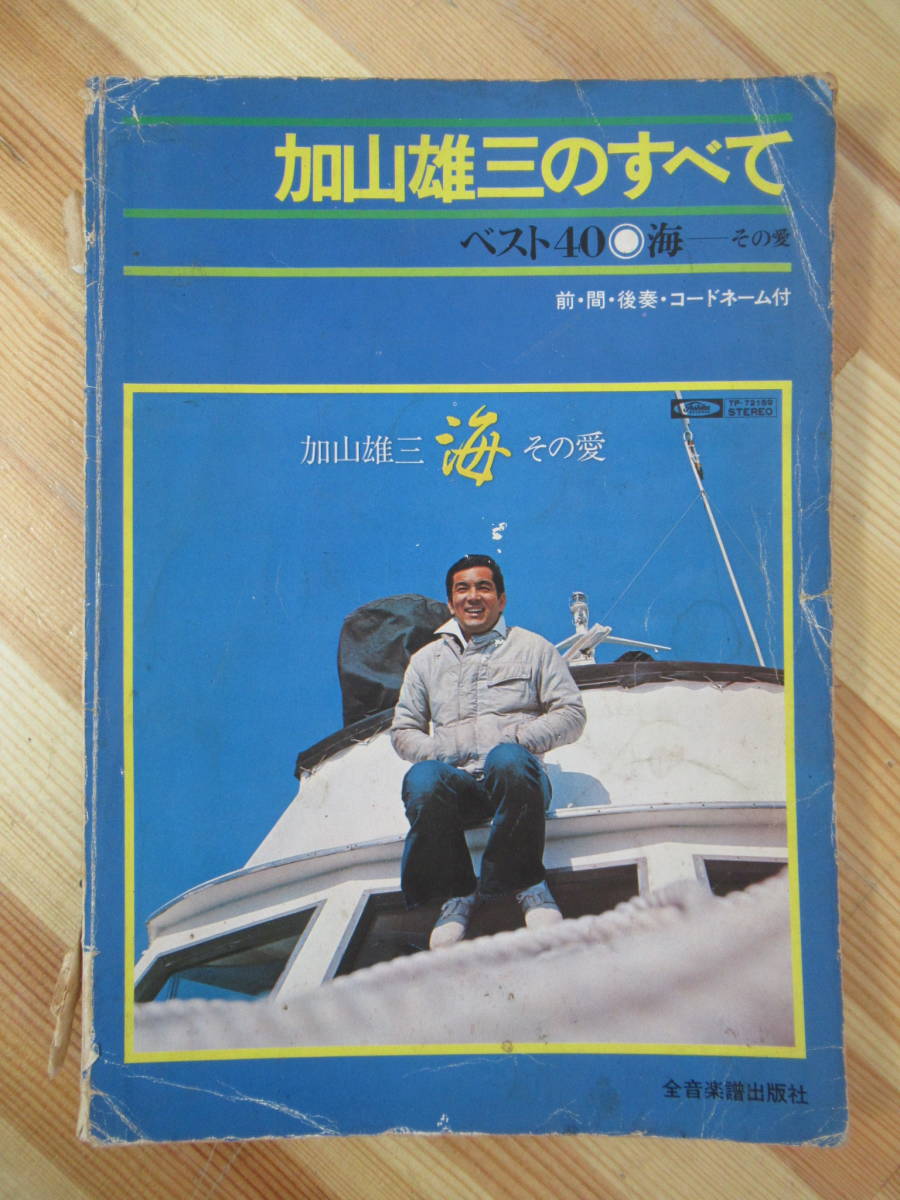 加山雄三のすべて
ベスト40◉海──その愛
前・間・後奏・コードネーム付
TP-72159
STEREO
加山雄三 海 その愛
全音楽譜出版社